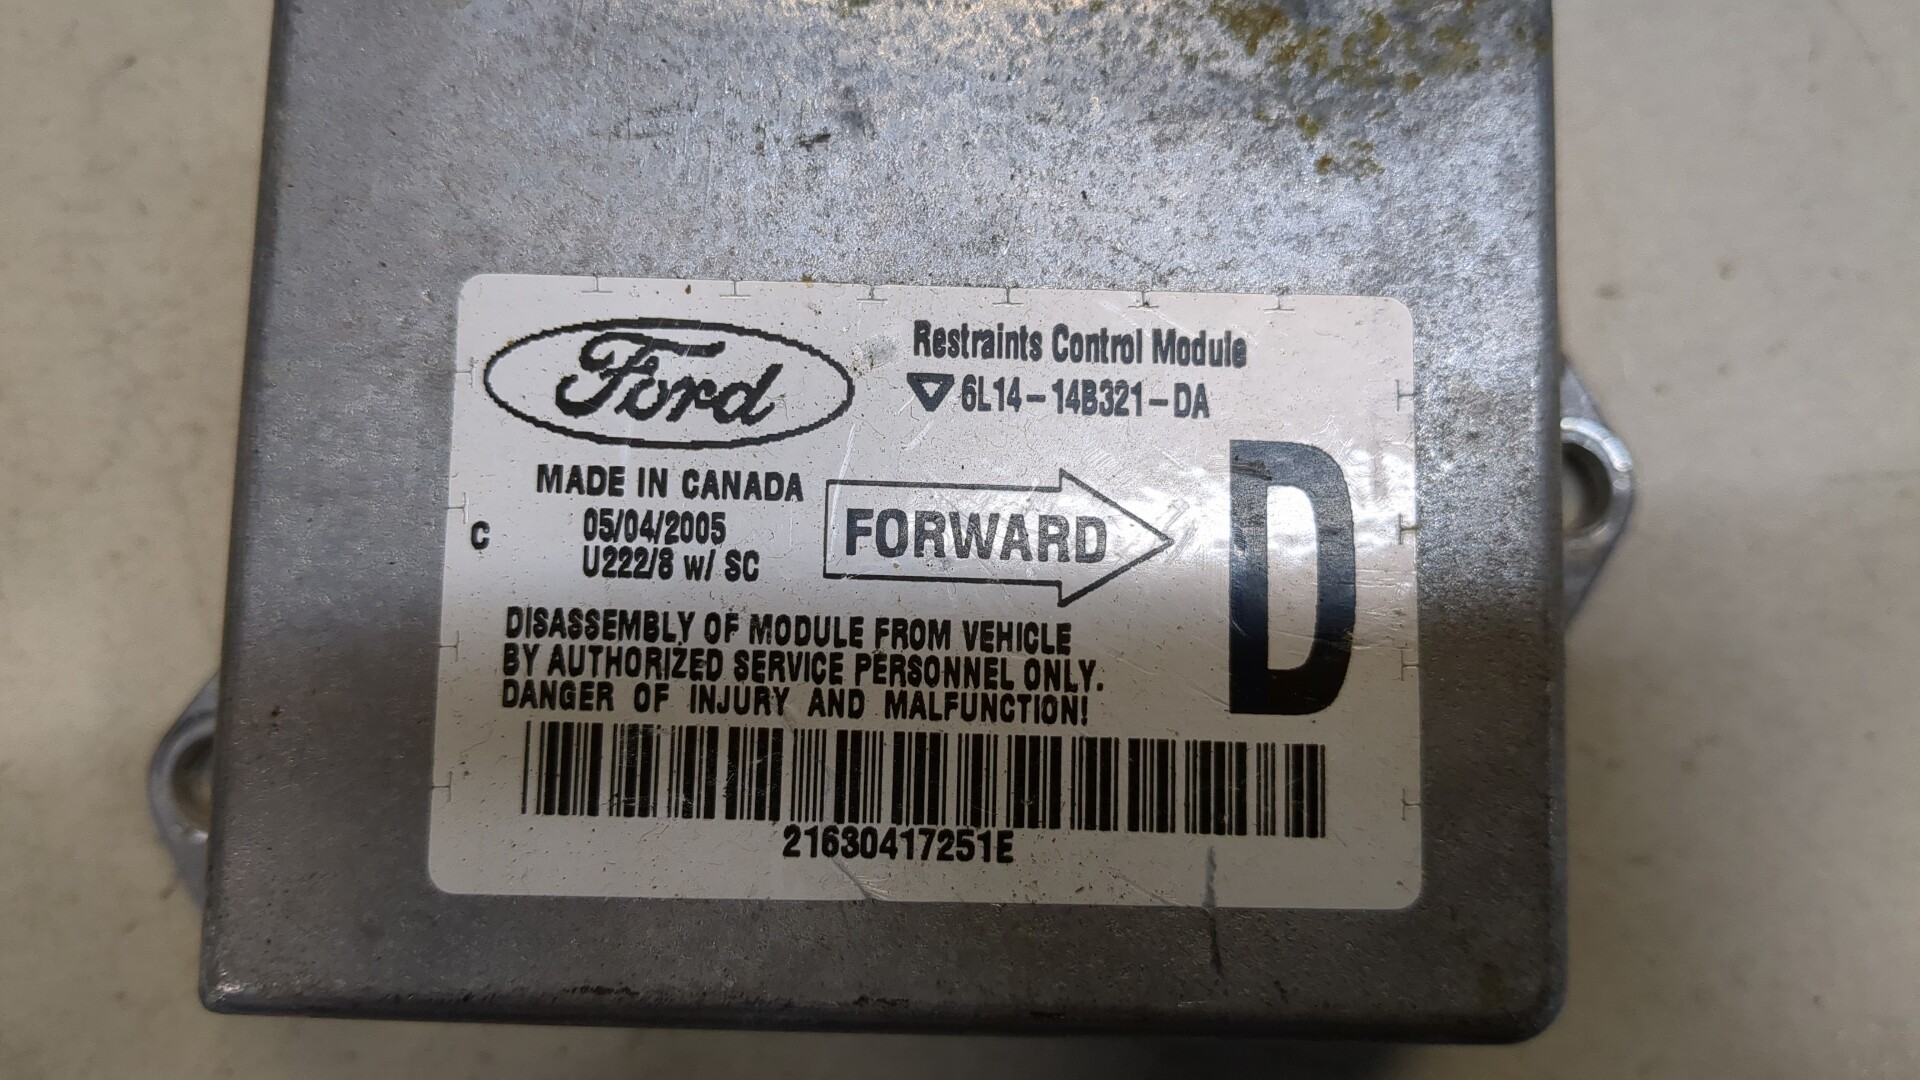 Ford
Restraints Control Module
6L14-14B321-DA
MADE IN CANADA
C
05/04/2005
U222/8 w/ SC
FORWARD
D
DISASSEMBLY OF MODULE FROM VEHICLE
BY AUTHORIZED SERVICE PERSONNEL ONLY.
DANGER OF INJURY AND MALFUNCTION!
21630417251E